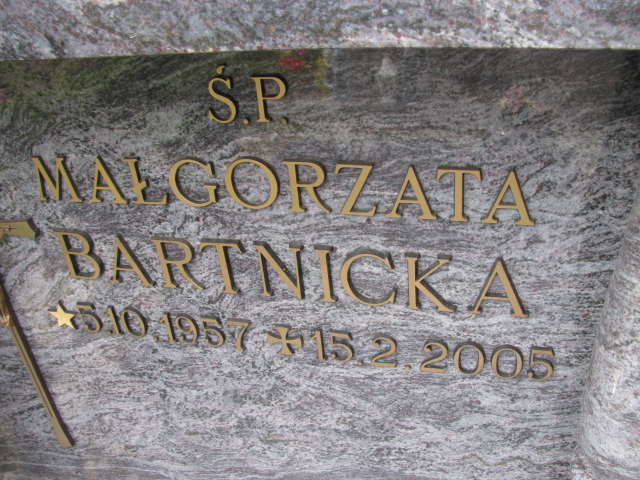 Ś.P.
MAŁGORZATA
BARTNICKA
★5.10.1957 ✠15.2.2005